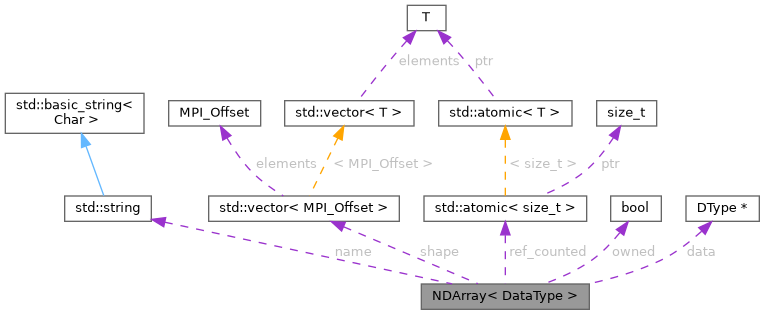 T
elements
ptr
std::basic_string<
Char >
MPI_Offset
std::vector< T >
std::atomic< T >
size_t
elements
< MPI_Offset >
< size_t >
ptr
std::string
std::vector< MPI_Offset >
std::atomic< size_t >
bool
DType *
name
shape
ref_counted
owned
data
NDArray< DataType >